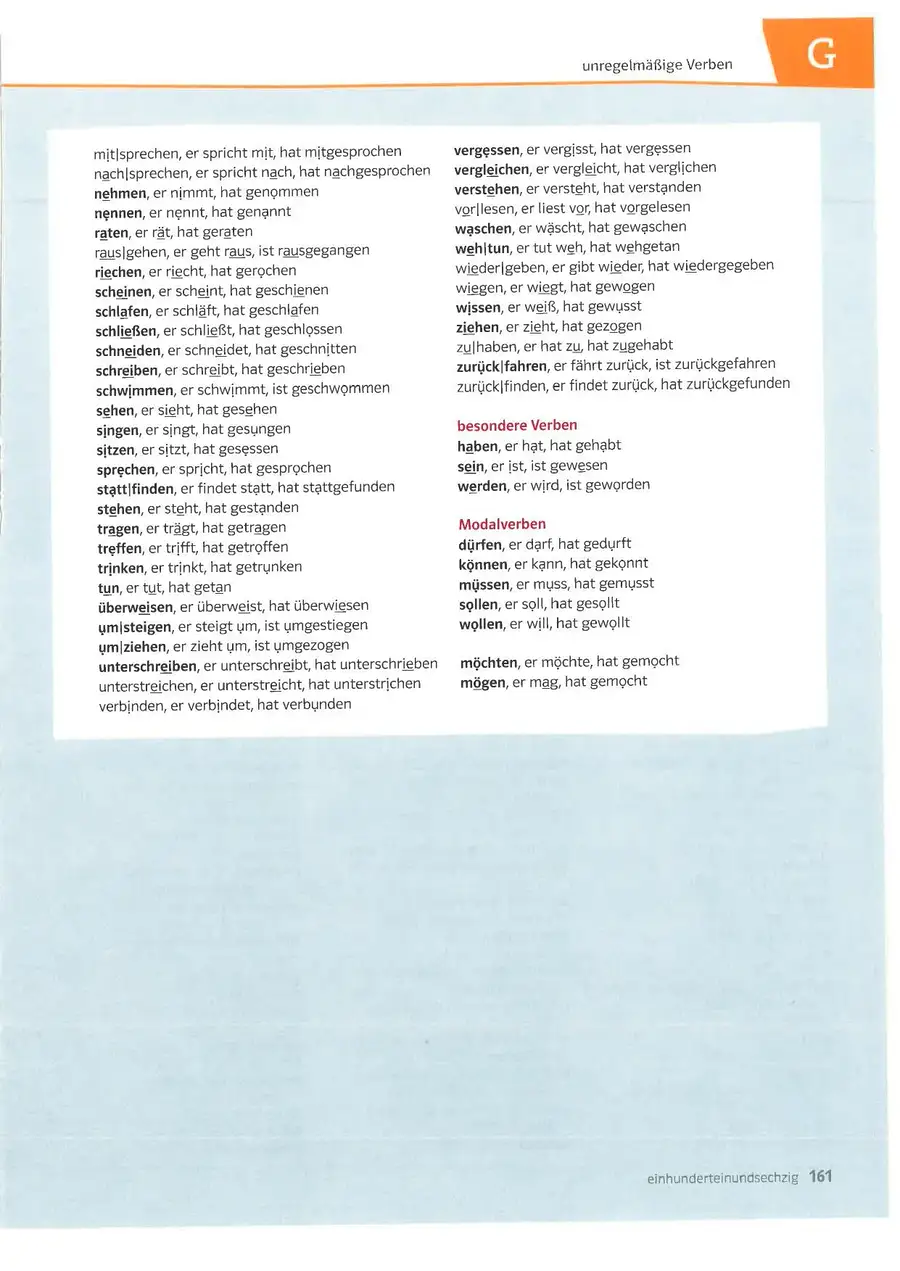 unregelmäßige Verben
G
mit|sprechen, er spricht mit, hat mitgesprochen
nach|sprechen, er spricht nach, hat nachgesprochen
nehmen, er nimmt, hat genommen
nennen, er nennt, hat genannt
raten, er rät, hat geraten
raus|gehen, er geht raus, ist rausgegangen
riechen, er riecht, hat gerochen
scheinen, er scheint, hat geschienen
schlafen, er schläft, hat geschlafen
schließen, er schließt, hat geschlossen
schneiden, er schneidet, hat geschnitten
schreiben, er schreibt, hat geschrieben
schwimmen, er schwimmt, ist geschwommen
sehen, er sieht, hat gesehen
singen, er singt, hat gesungen
sitzen, er sitzt, hat gesessen
sprechen, er spricht, hat gesprochen
statt|finden, er findet statt, hat stattgefunden
stehen, er steht, hat gestanden
tragen, er trägt, hat getragen
treffen, er trifft, hat getroffen
trinken, er trinkt, hat getrunken
tun, er tut, hat getan
überweisen, er überweist, hat überwiesen
um|steigen, er steigt um, ist umgestiegen
um|ziehen, er zieht um, ist umgezogen
unterschreiben, er unterschreibt, hat unterschrieben
unterstreichen, er unterstreicht, hat unterstrichen
verbinden, er verbindet, hat verbunden
vergessen, er vergisst, hat vergessen
vergleichen, er vergleicht, hat verglichen
verstehen, er versteht, hat verstanden
vor|lesen, er liest vor, hat vorgelesen
waschen, er wäscht, hat gewaschen
weh|tun, er tut weh, hat wehgetan
wieder|geben, er gibt wieder, hat wiedergegeben
wiegen, er wiegt, hat gewogen
wissen, er weiß, hat gewusst
ziehen, er zieht, hat gezogen
zu|haben, er hat zu, hat zugehabt
zurück|fahren, er fährt zurück, ist zurückgefahren
zurück|finden, er findet zurück, hat zurückgefunden
besondere Verben
haben, er hat, hat gehabt
sein, er ist, ist gewesen
werden, er wird, ist geworden
Modalverben
dürfen, er darf, hat gedurft
können, er kann, hat gekonnt
müssen, er muss, hat gemusst
sollen, er soll, hat gesollt
wollen, er will, hat gewollt
möchten, er möchte, hat gemocht
mögen, er mag, hat gemocht
einhunderteinundsechzig 161